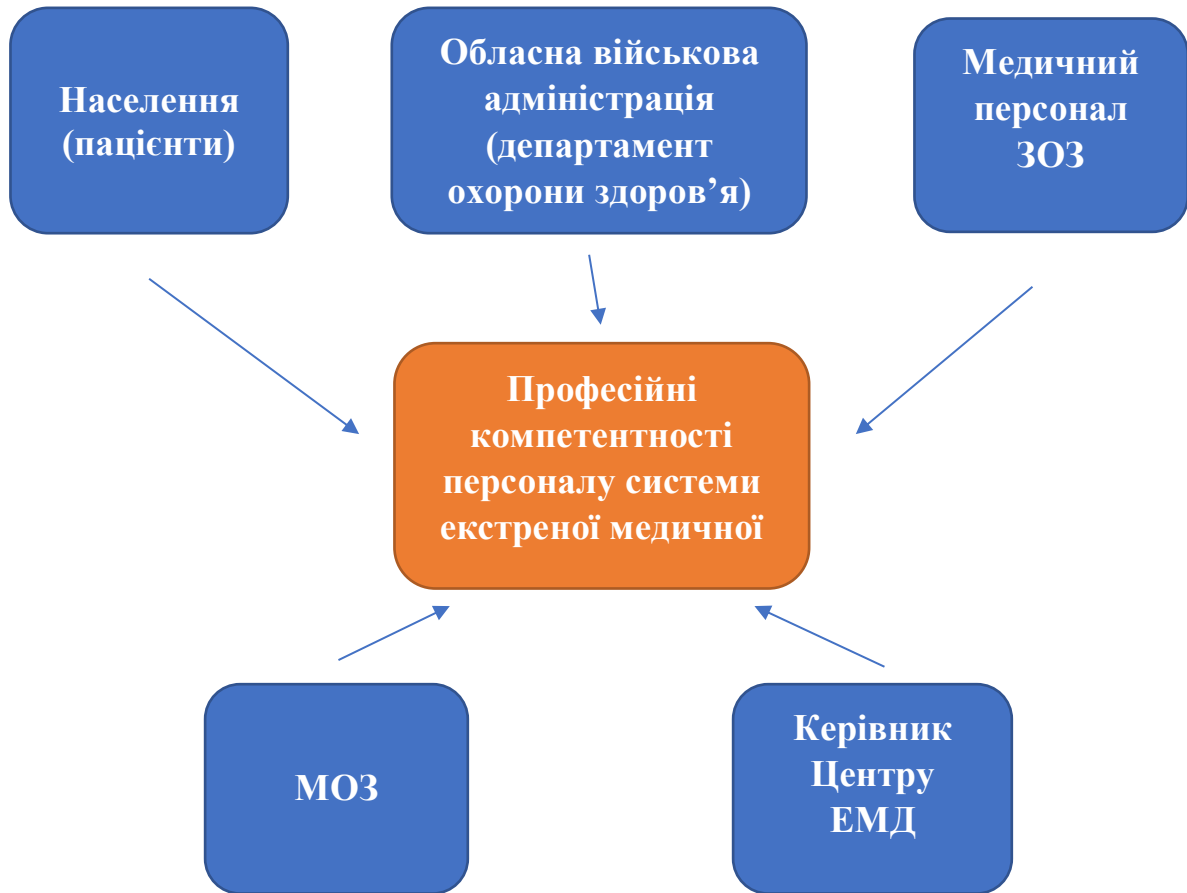 Населення
(пацієнти)
Обласна військова
адміністрація
(департамент
охорони здоров’я)
Медичний
персонал
ЗОЗ
Професійні
компетентності
персоналу системи
екстреної медичної
МОЗ
Керівник
Центру
ЕМД